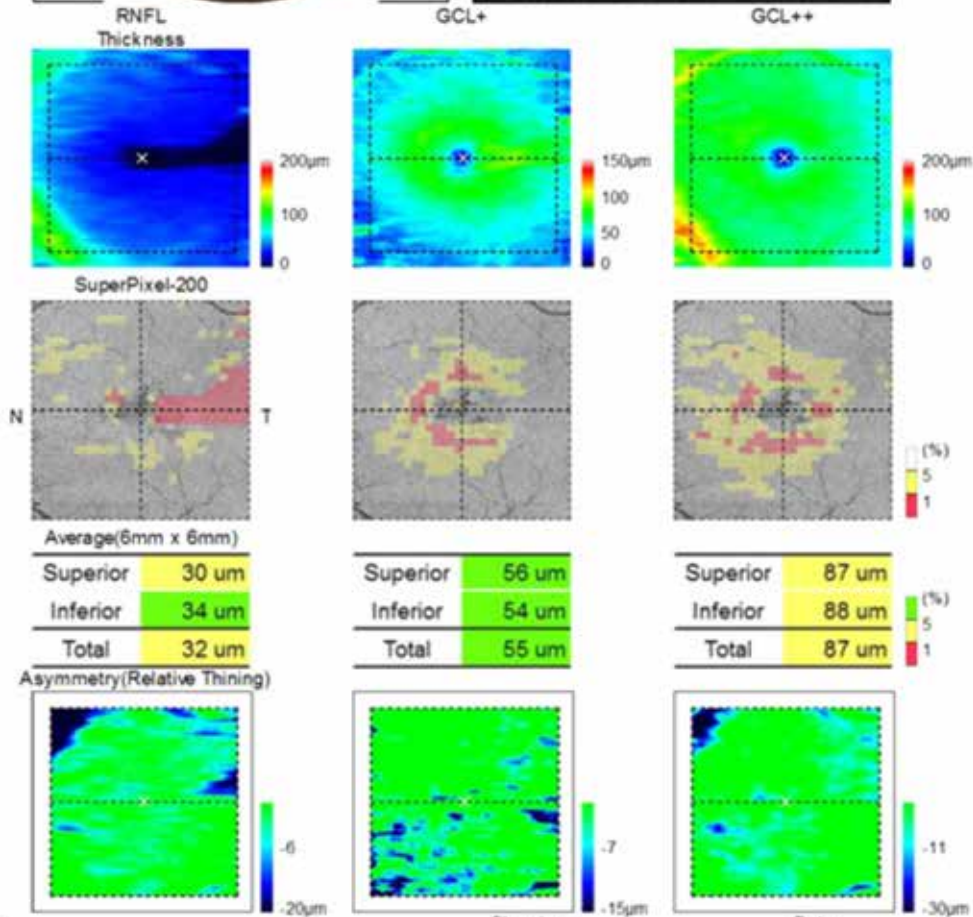 RNFL GCL+ GCL++
Thickness
200μm 150μm 200μm
100 100 100
50
0 0 0
SuperPixel-200
N T
(%)
5
1
Average(6mm x 6mm)
Superior 30 um Superior 56 um Superior 87 um
Inferior 34 um Inferior 54 um Inferior 88 um
Total 32 um Total 55 um Total 87 um
(%)
5
1
Asymmetry(Relative Thining)
-6 -7 -11
-20μm -15μm -30μm